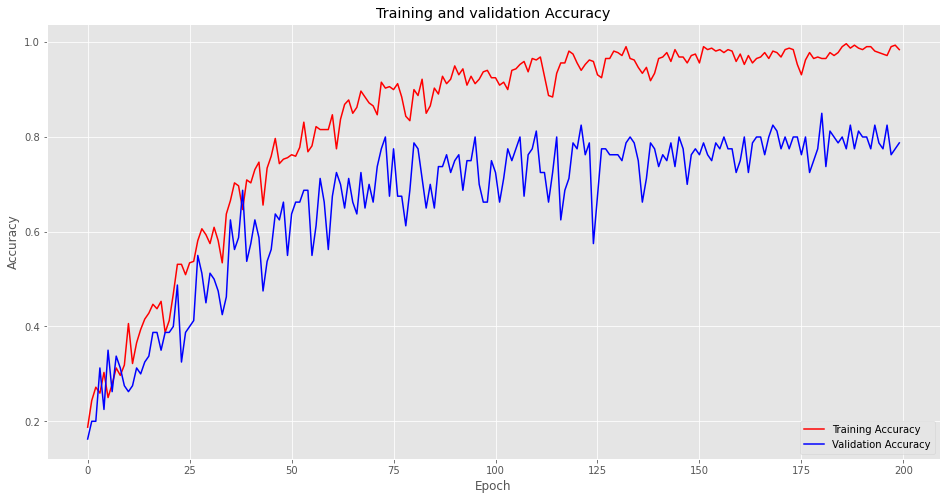 Training and validation Accuracy
Accuracy
1.0
0.8
0.6
0.4
0.2
Training Accuracy
Validation Accuracy
0 25 50 75 100 125 150 175 200
Epoch